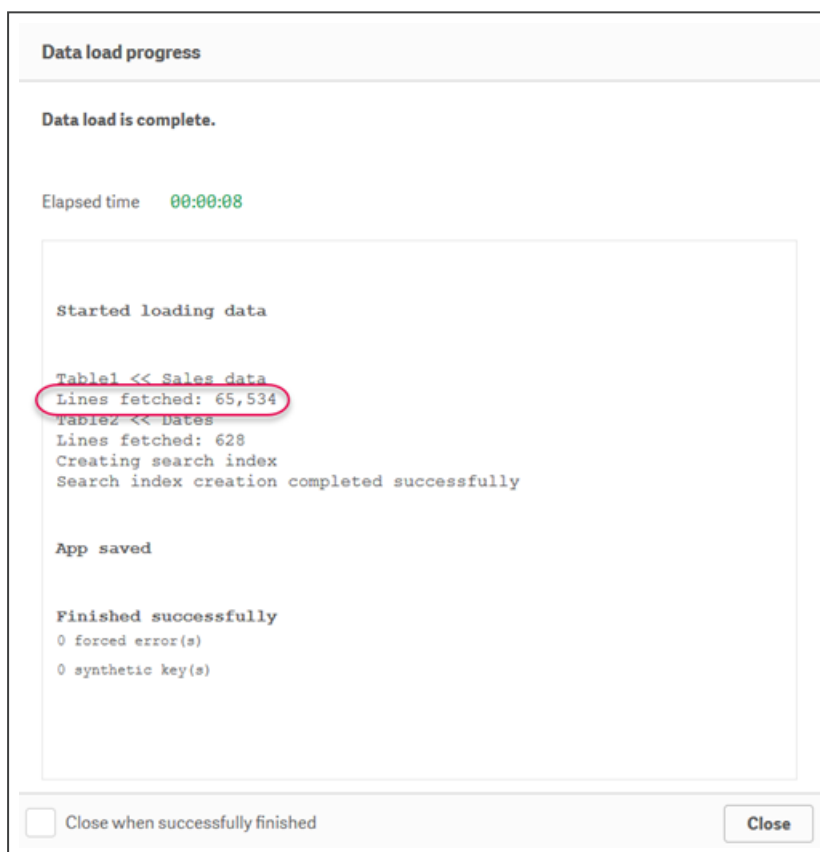 Data load progress
Data load is complete.
Elapsed time 00:00:08
Started loading data
Table1 << Sales data
Lines fetched: 65,534
Table2 << Dates
Lines fetched: 628
Creating search index
Search index creation completed successfully
App saved
Finished successfully
0 forced error(s)
0 synthetic key(s)
Close when successfully finished
Close